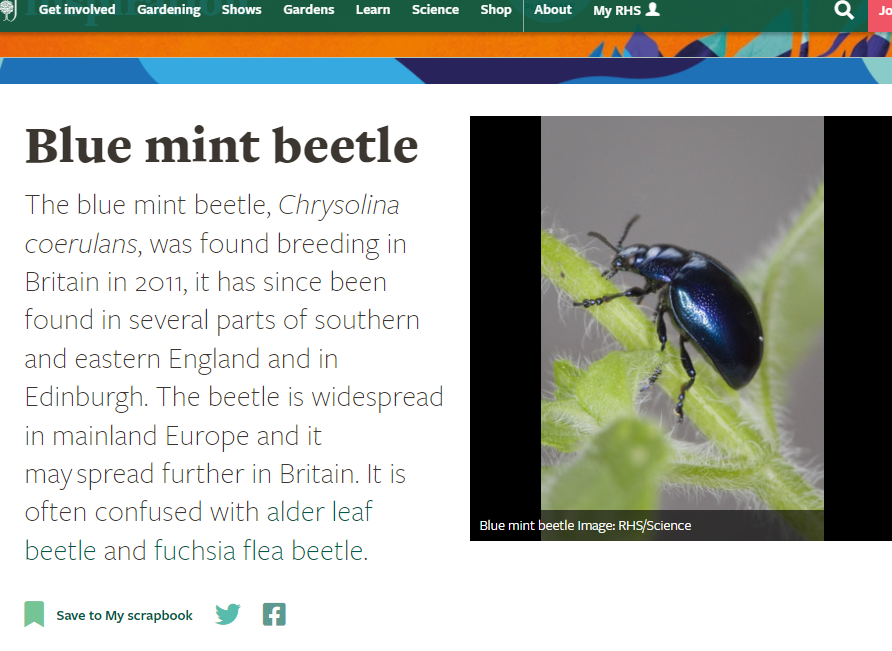 Get involved Gardening Shows Gardens Learn Science Shop About My RHS Jo
Blue mint beetle
The blue mint beetle, Chrysolina
coerulans, was found breeding in
Britain in 2011, it has since been
found in several parts of southern
and eastern England and in
Edinburgh. The beetle is widespread
in mainland Europe and it
may spread further in Britain. It is
often confused with alder leaf
beetle and fuchsia flea beetle.
Blue mint beetle Image: RHS/Science
Save to My scrapbook